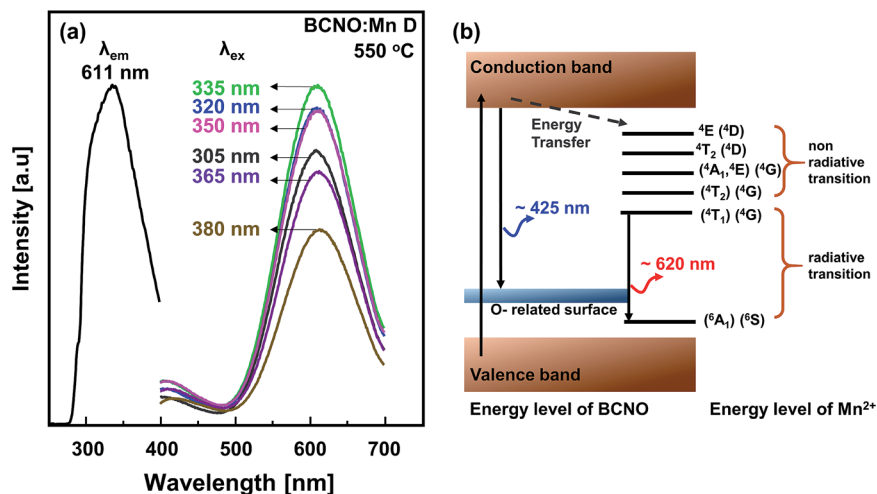 (a)
BCNO:Mn D
550 °C
λem
611 nm
λex
335 nm
320 nm
350 nm
305 nm
365 nm
380 nm
Intensity [a.u]
300
400
500
600
700
Wavelength [nm]
(b)
Conduction band
Energy
Transfer
⁴E (⁴D)
⁴T₂ (⁴D)
(⁴A₁,⁴E) (⁴G)
(⁴T₂) (⁴G)
(⁴T₁) (⁴G)
non
radiative
transition
~ 425 nm
~ 620 nm
radiative
transition
O- related surface
(⁶A₁) (⁶S)
Valence band
Energy level of BCNO
Energy level of Mn²⁺